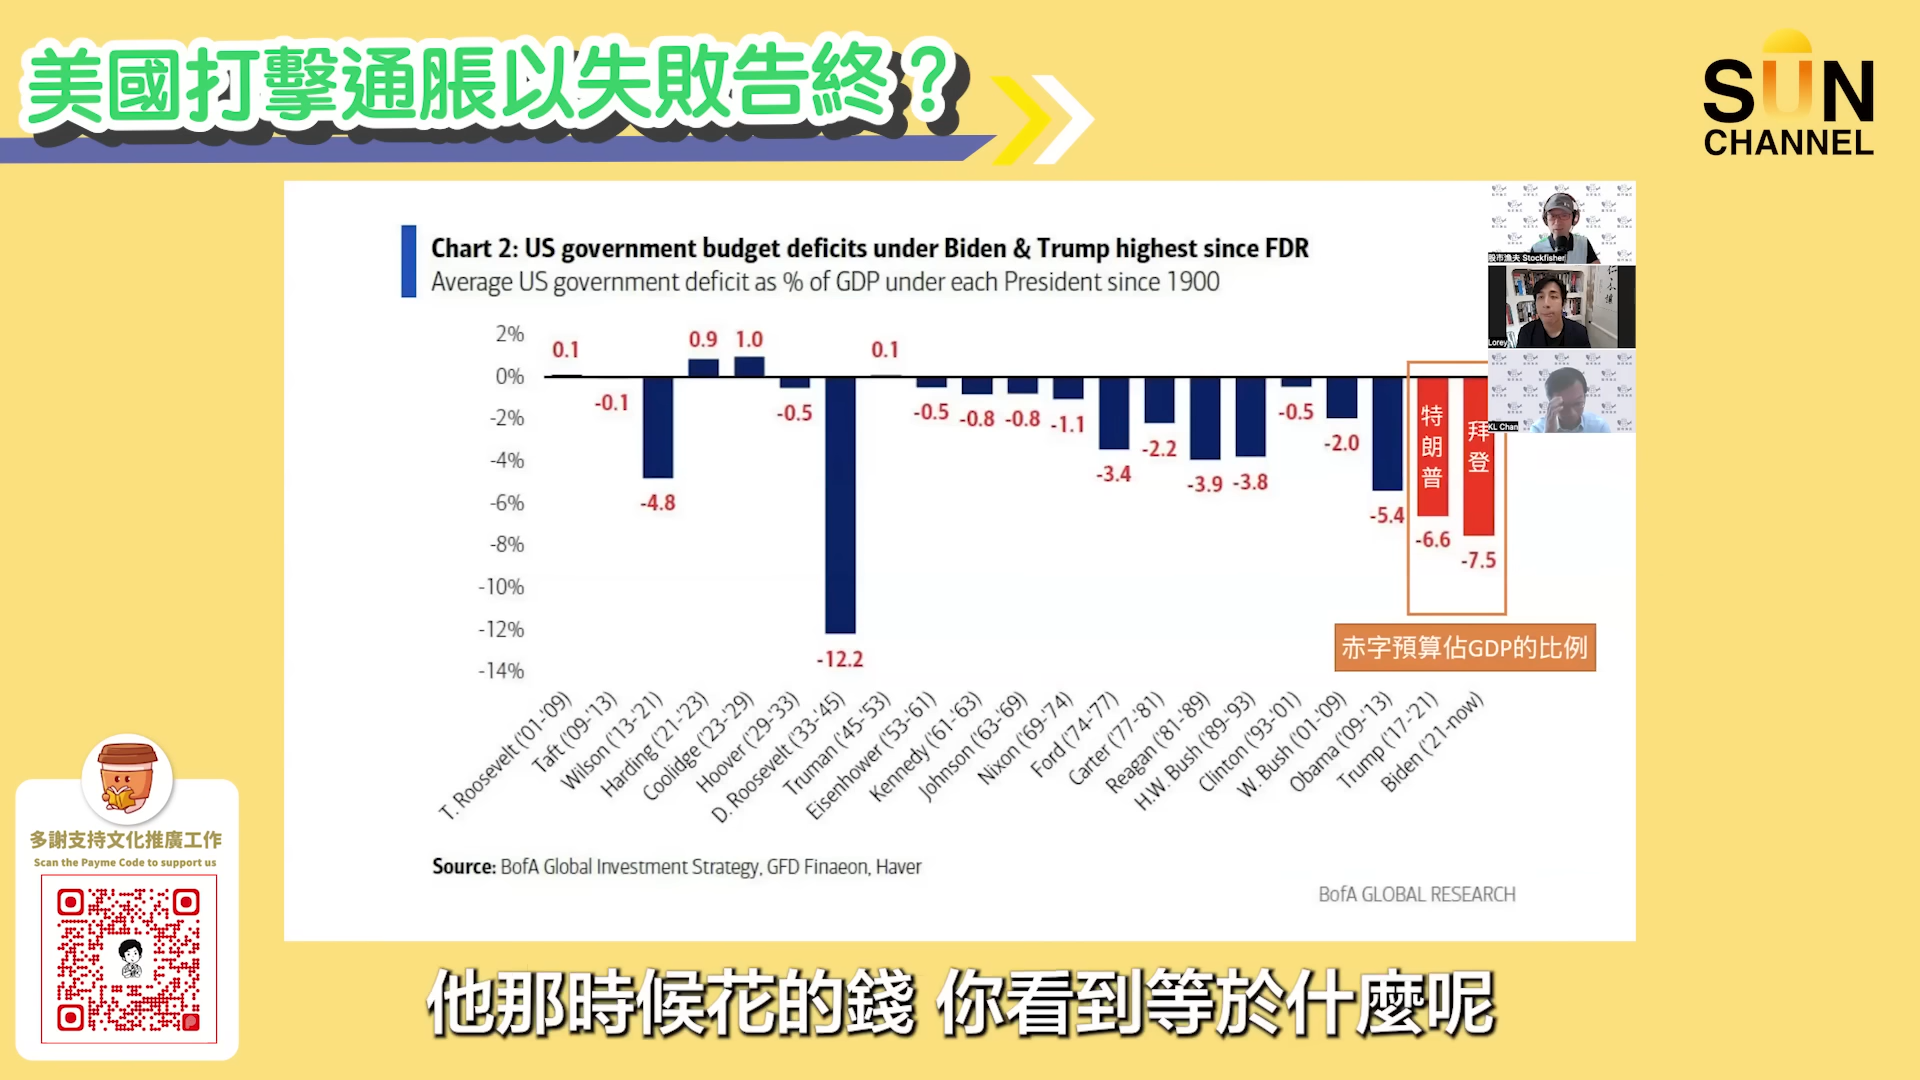 美國打擊通脹以失敗告終？
SUN
CHANNEL
Chart 2: US government budget deficits under Biden & Trump highest since FDR
Average US government deficit as % of GDP under each President since 1900
股市漁夫 Stockfisher
Lorey
KL Chan
2%
0%
-2%
-4%
-6%
-8%
-10%
-12%
-14%
0.1
-0.1
-4.8
0.9
1.0
-0.5
-12.2
0.1
-0.5
-0.8
-0.8
-1.1
-3.4
-2.2
-3.9
-3.8
-0.5
-2.0
-5.4
-6.6
-7.5
特朗普
拜登
赤字預算佔GDP的比例
T. Roosevelt ('01-'09)
Taft ('09-'13)
Wilson ('13-'21)
Harding ('21-'23)
Coolidge ('23-'29)
Hoover ('29-'33)
D. Roosevelt ('33-'45)
Truman ('45-'53)
Eisenhower ('53-61)
Kennedy ('61-'63)
Johnson ('63-'69)
Nixon ('69-'74)
Ford ('74-'77)
Carter ('77-'81)
Reagan ('81-'89)
H.W. Bush ('89-'93)
Clinton ('93-'01)
W. Bush ('01-'09)
Obama ('09-'13)
Trump ('17-'21)
Biden ('21-now)
Source: BofA Global Investment Strategy, GFD Finaeon, Haver
BofA GLOBAL RESEARCH
多謝支持文化推廣工作
Scan the Payme Code to support us
他那時候花的錢 你看到等於什麼呢